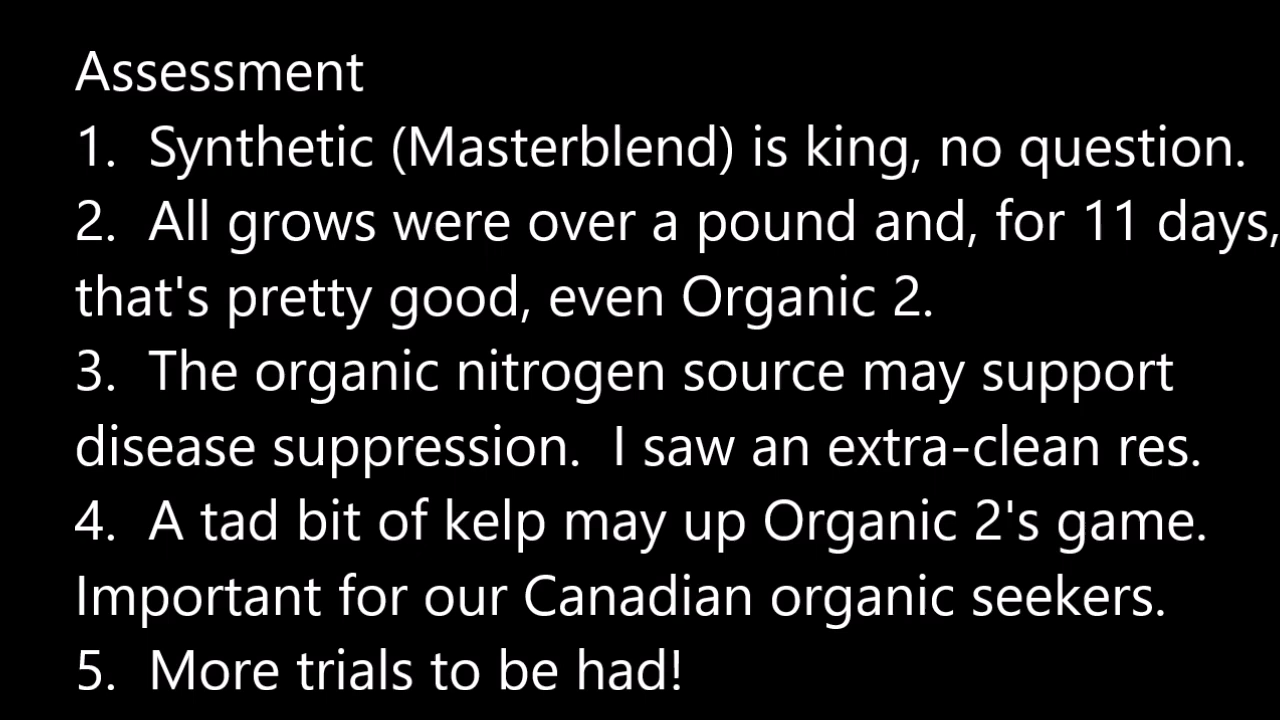 Assessment
1.  Synthetic (Masterblend) is king, no question.
2.  All grows were over a pound and, for 11 days,
that's pretty good, even Organic 2.
3.  The organic nitrogen source may support
disease suppression.  I saw an extra-clean res.
4.  A tad bit of kelp may up Organic 2's game.
Important for our Canadian organic seekers.
5.  More trials to be had!